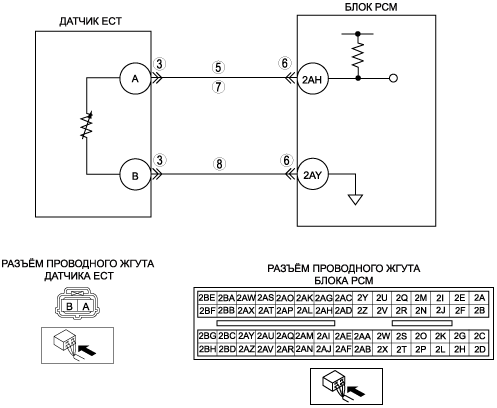 ДАТЧИК ЕСТ
БЛОК РСМ
3
5
6
A
7
2AH
3
8
6
B
2AY
РАЗЪЁМ ПРОВОДНОГО ЖГУТА
ДАТЧИКА ЕСТ
B A
РАЗЪЁМ ПРОВОДНОГО ЖГУТА
БЛОКА РСМ
2BE 2BA 2AW 2AS 2AO 2AK 2AG 2AC 2Y 2U 2Q 2M 2I 2E 2A
2BF 2BB 2AX 2AT 2AP 2AL 2AH 2AD 2Z 2V 2R 2N 2J 2F 2B
2BG 2BC 2AY 2AU 2AQ 2AM 2AI 2AE 2AA 2W 2S 2O 2K 2G 2C
2BH 2BD 2AZ 2AV 2AR 2AN 2AJ 2AF 2AB 2X 2T 2P 2L 2H 2D